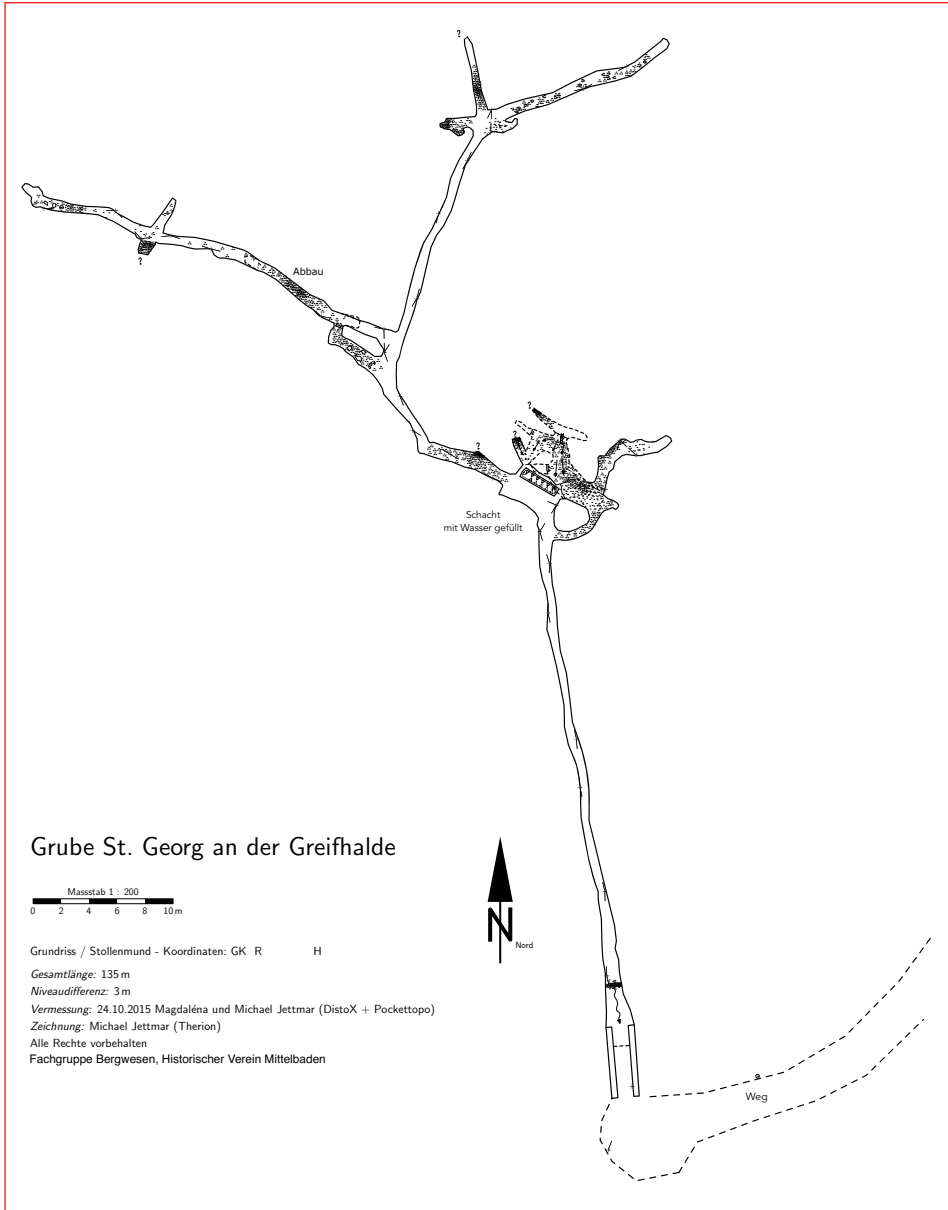 ?
?
Abbau
?
?
?
Schacht
mit Wasser gefüllt
Grube St. Georg an der Greifhalde
Massstab 1 : 200
0 2 4 6 8 10 m
N
Nord
Grundriss / Stollenmund - Koordinaten: GK R H
Gesamtlänge: 135 m
Niveaudifferenz: 3 m
Vermessung: 24.10.2015 Magdaléna und Michael Jettmar (DistoX + Pockettopo)
Zeichnung: Michael Jettmar (Therion)
Alle Rechte vorbehalten
Fachgruppe Bergwesen, Historischer Verein Mittelbaden
Weg